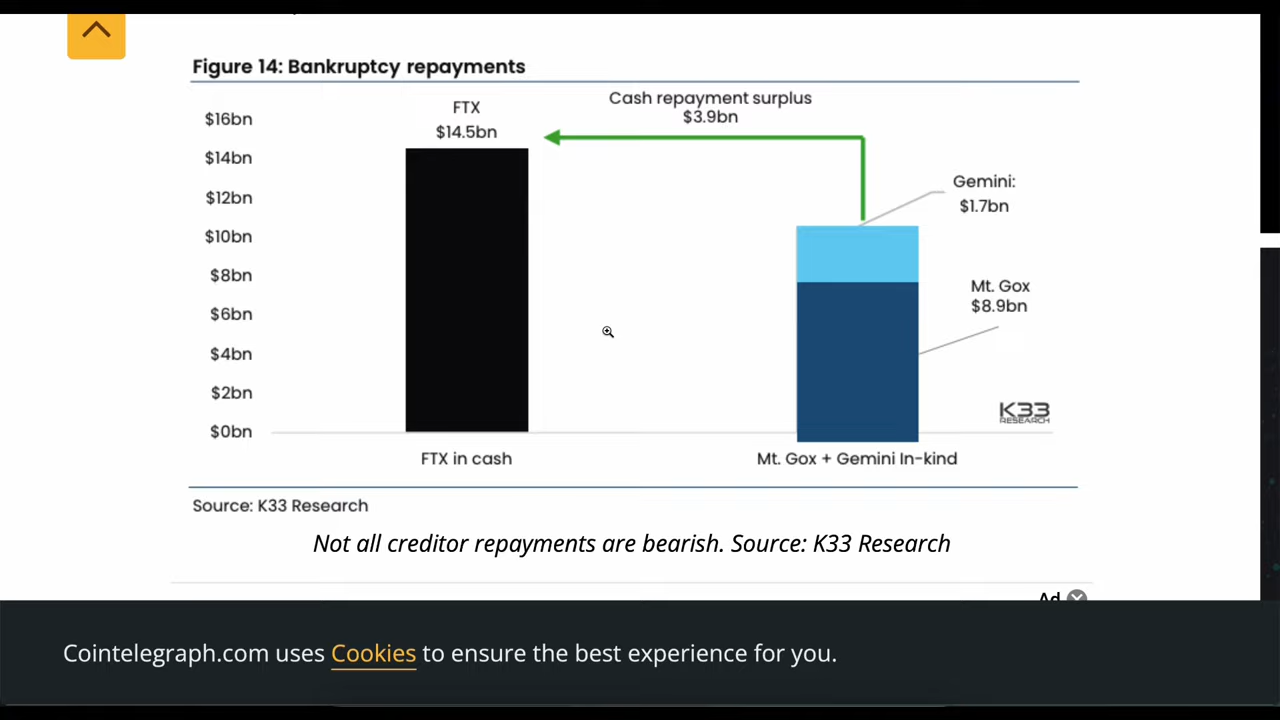 Figure 14: Bankruptcy repayments
$16bn
$14bn
$12bn
$10bn
$8bn
$6bn
$4bn
$2bn
$0bn
FTX
$14.5bn
Cash repayment surplus
$3.9bn
Gemini:
$1.7bn
Mt. Gox
$8.9bn
K33
RESEARCH
FTX in cash
Mt. Gox + Gemini In-kind
Source: K33 Research
Not all creditor repayments are bearish. Source: K33 Research
Ad
Cointelegraph.com uses Cookies to ensure the best experience for you.